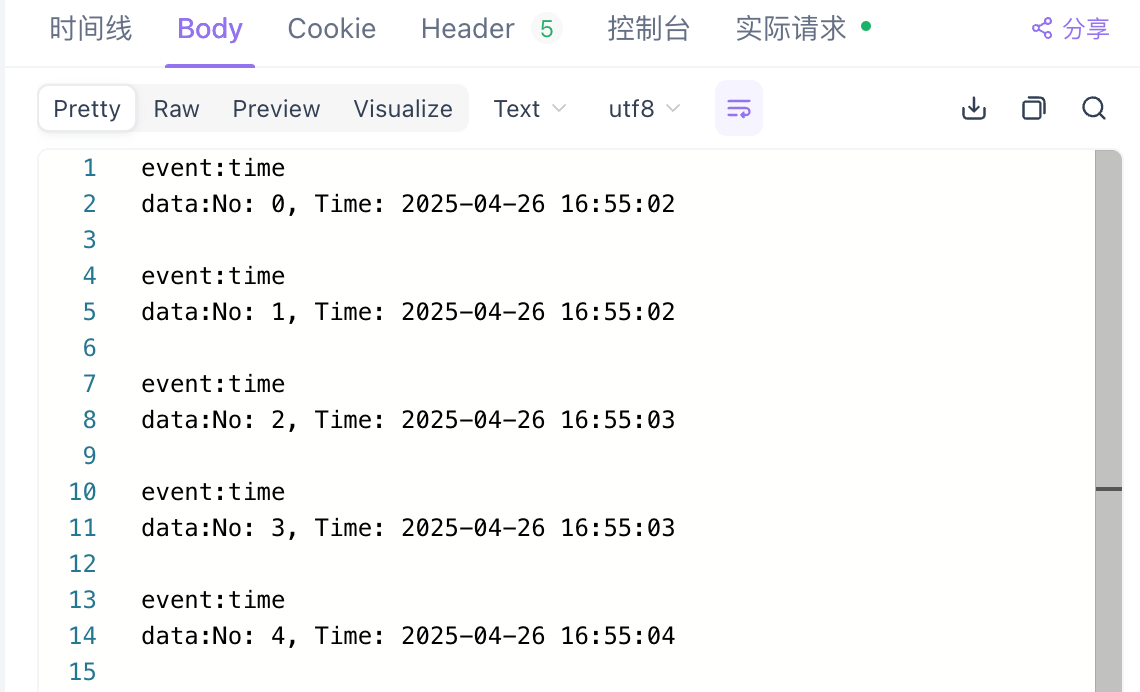 时间线 Body Cookie Header 5 控制台 实际请求 分享
Pretty Raw Preview Visualize Text utf8
1 event:time
2 data:No: 0, Time: 2025-04-26 16:55:02
3
4 event:time
5 data:No: 1, Time: 2025-04-26 16:55:02
6
7 event:time
8 data:No: 2, Time: 2025-04-26 16:55:03
9
10 event:time
11 data:No: 3, Time: 2025-04-26 16:55:03
12
13 event:time
14 data:No: 4, Time: 2025-04-26 16:55:04
15